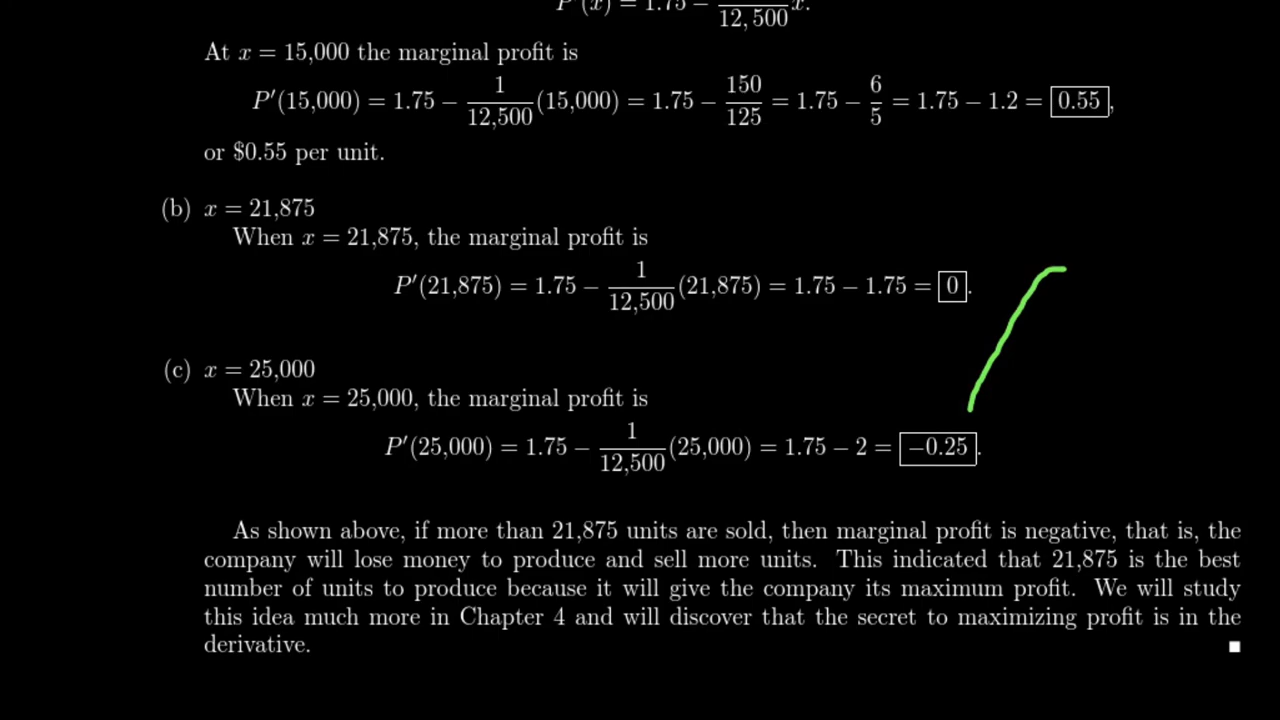 P′(x) = 1.75 − 12,500 x.
At x = 15,000 the marginal profit is
P′(15,000) = 1.75 − 1/12,500 (15,000) = 1.75 − 150/125 = 1.75 − 6/5 = 1.75 − 1.2 = 0.55,
or $0.55 per unit.
(b) x = 21,875
When x = 21,875, the marginal profit is
P′(21,875) = 1.75 − 1/12,500 (21,875) = 1.75 − 1.75 = 0.
(c) x = 25,000
When x = 25,000, the marginal profit is
P′(25,000) = 1.75 − 1/12,500 (25,000) = 1.75 − 2 = −0.25.
As shown above, if more than 21,875 units are sold, then marginal profit is negative, that is, the
company will lose money to produce and sell more units. This indicated that 21,875 is the best
number of units to produce because it will give the company its maximum profit. We will study
this idea much more in Chapter 4 and will discover that the secret to maximizing profit is in the
derivative.